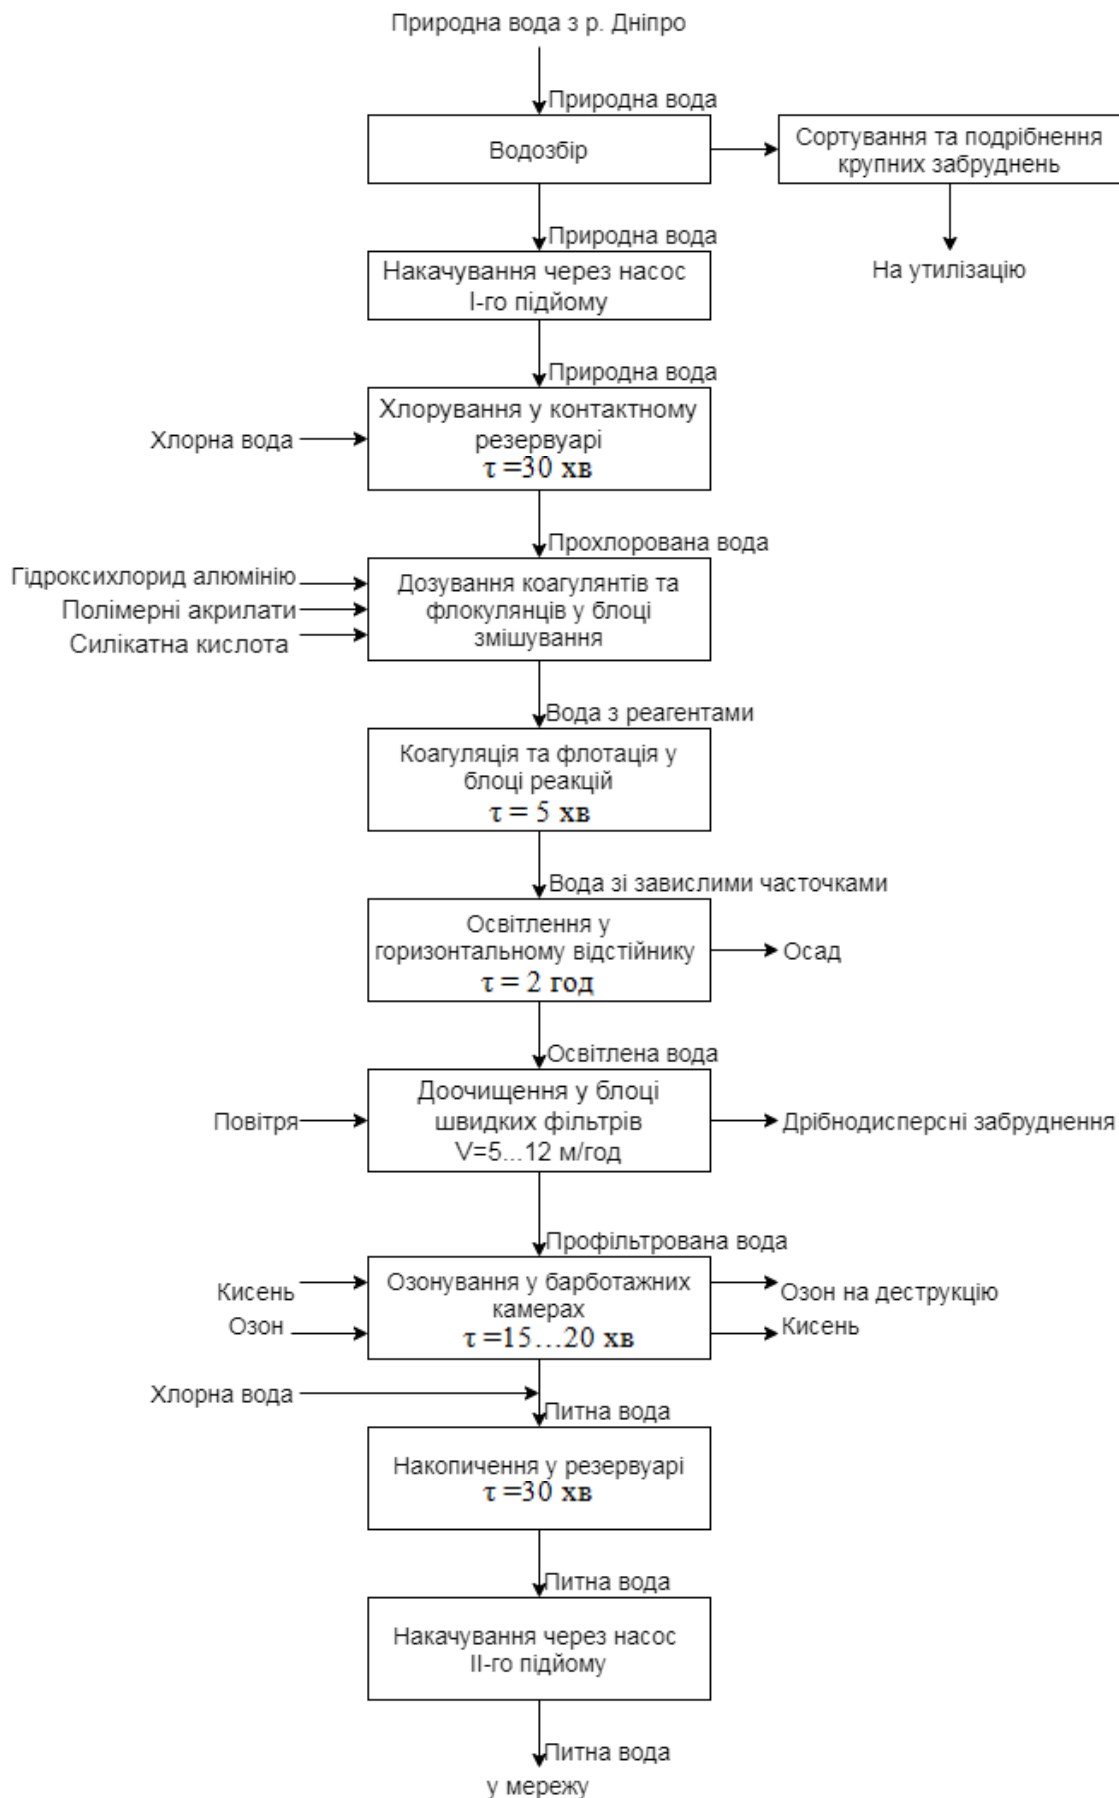 Природна вода з р. Дніпро
Природна вода
Водозбір
Сортування та подрібнення
крупних забруднень
На утилізацію
Природна вода
Накачування через насос
І-го підйому
Природна вода
Хлорна вода
Хлорування у контактному
резервуарі
τ =30 хв
Прохлорована вода
Гідроксихлорид алюмінію
Полімерні акрилати
Силікатна кислота
Дозування коагулянтів та
флокулянців у блоці
змішування
Вода з реагентами
Коагуляція та флотація у
блоці реакцій
τ = 5 хв
Вода зі завислими часточками
Освітлення у
горизонтальному відстійнику
τ = 2 год
Осад
Освітлена вода
Повітря
Доочищення у блоці
швидких фільтрів
V=5...12 м/год
Дрібнодисперсні забруднення
Профільтрована вода
Кисень
Озон
Озонування у барботажних
камерах
τ =15…20 хв
Озон на деструкцію
Кисень
Хлорна вода
Питна вода
Накопичення у резервуарі
τ =30 хв
Питна вода
Накачування через насос
ІІ-го підйому
Питна вода
у мережу